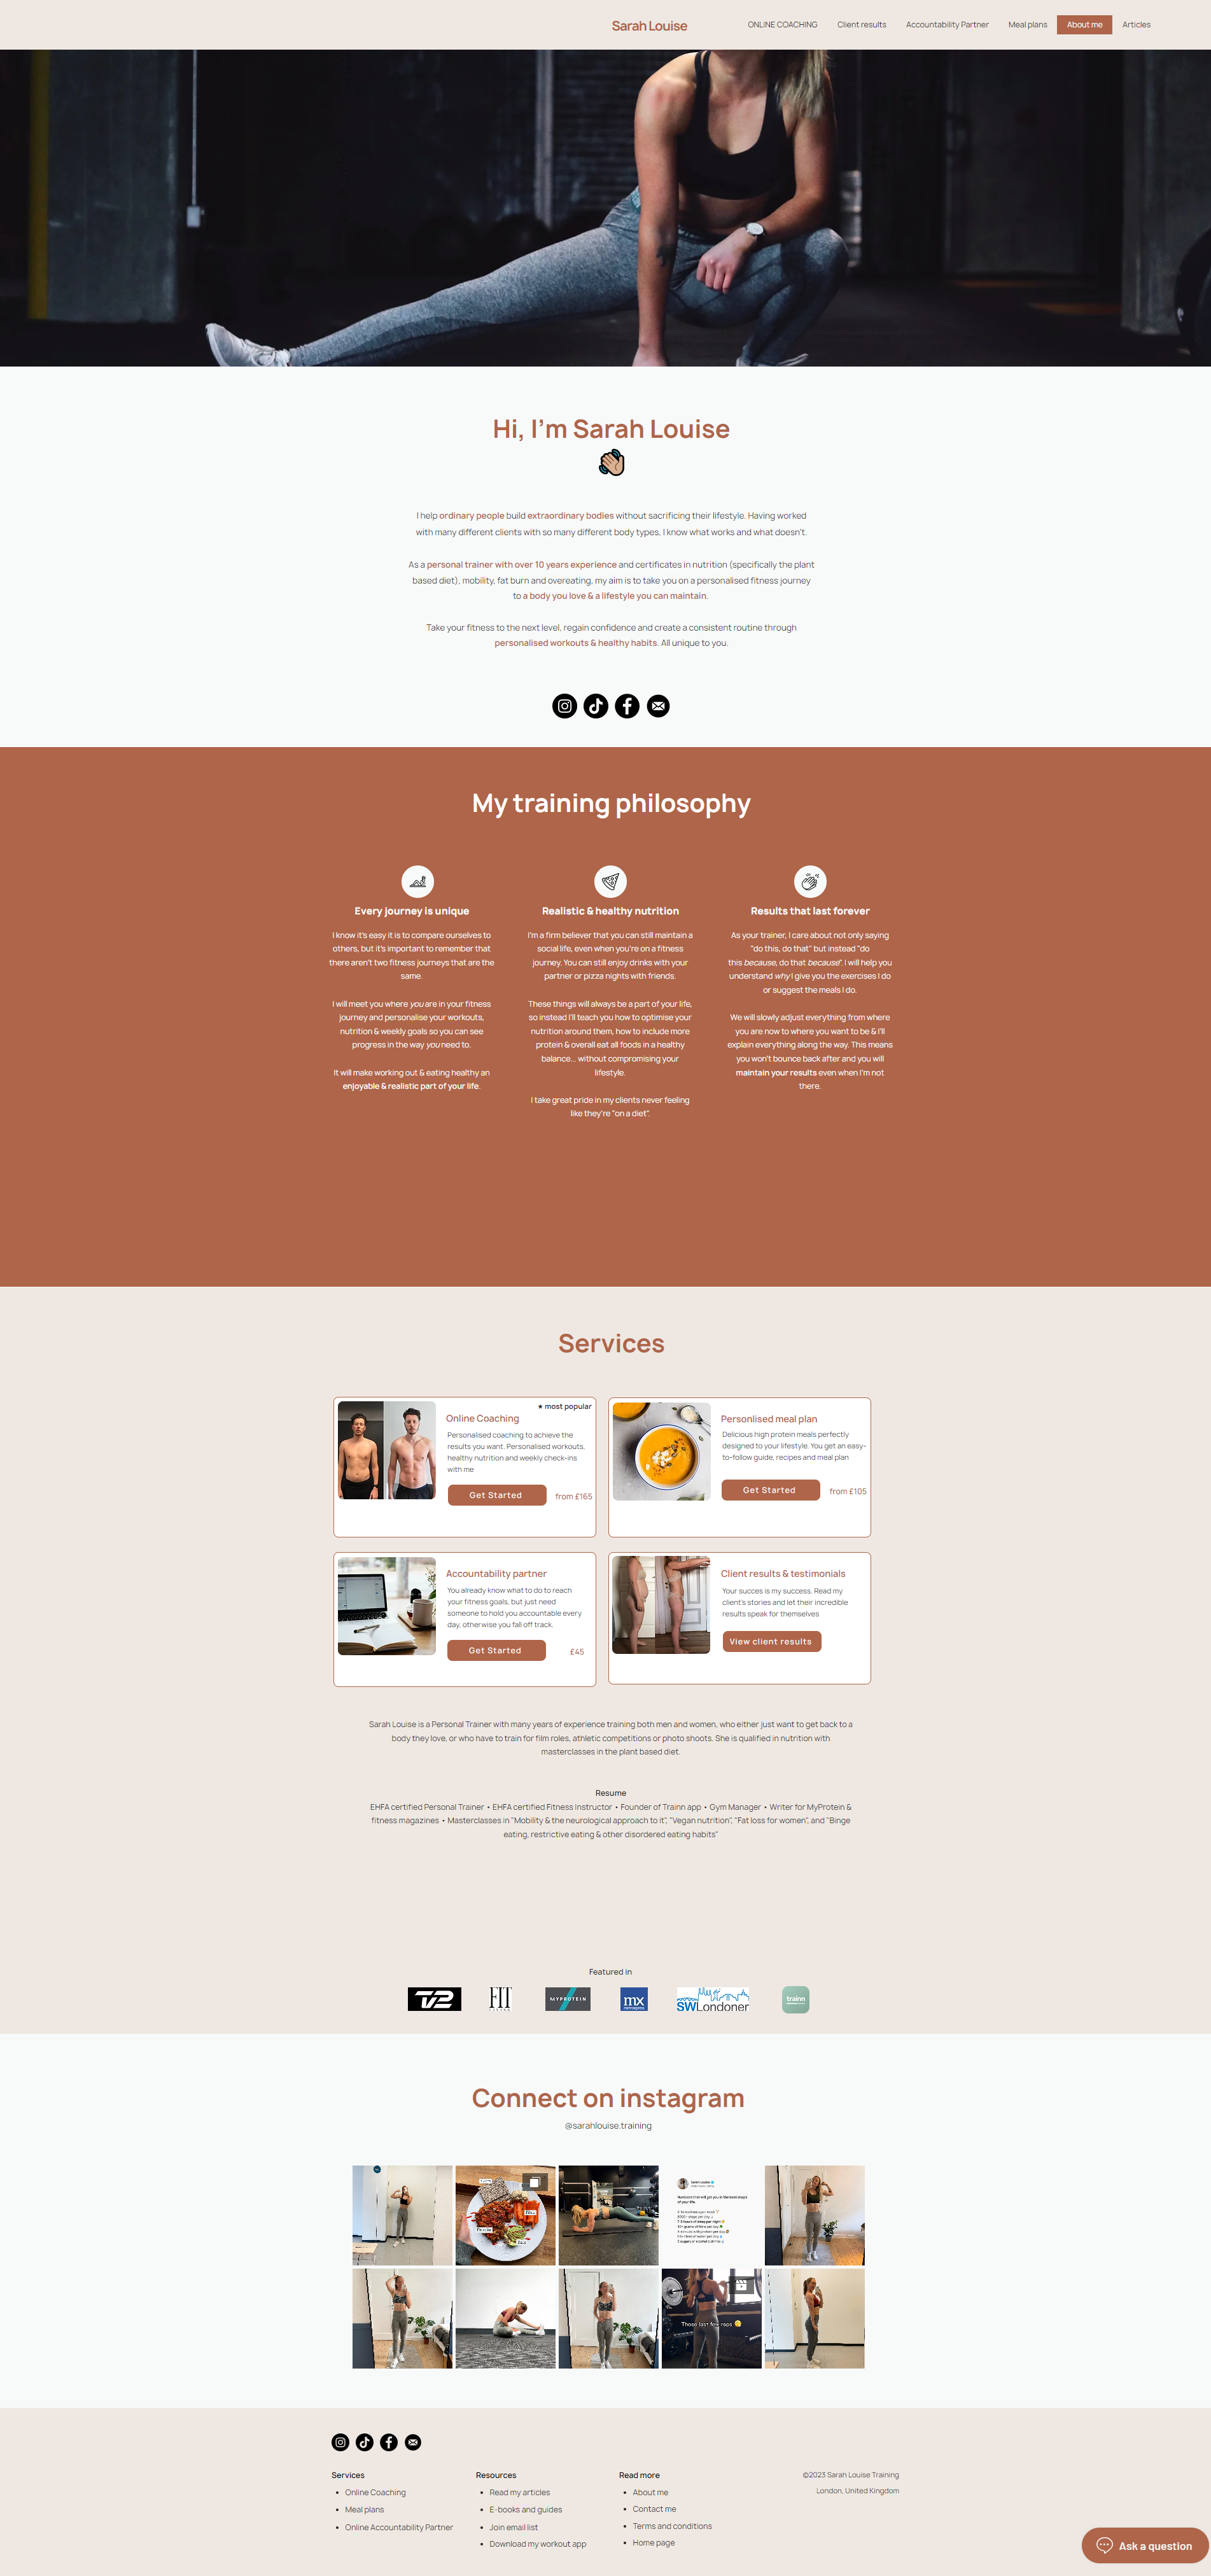 Sarah Louise
ONLINE COACHING
Client results
Accountability Partner
Meal plans
About me
Articles
Hi, I'm Sarah Louise
I help ordinary people build extraordinary bodies without sacrificing their lifestyle. Having worked
with many different clients with so many different body types, I know what works and what doesn't.
As a personal trainer with over 10 years experience and certificates in nutrition (specifically the plant
based diet), mobility, fat burn and overeating, my aim is to take you on a personalised fitness journey
to a body you love & a lifestyle you can maintain.
Take your fitness to the next level, regain confidence and create a consistent routine through
personalised workouts & healthy habits. All unique to you.
My training philosophy
Every journey is unique
I know it's easy it is to compare ourselves to
others, but it's important to remember that
there aren't two fitness journeys that are the
same.
I will meet you where you are in your fitness
journey and personalise your workouts,
nutrition & weekly goals so you can see
progress in the way you need to.
It will make working out & eating healthy an
enjoyable & realistic part of your life.
Realistic & healthy nutrition
I'm a firm believer that you can still maintain a
social life, even when you're on a fitness
journey. You can still enjoy drinks with your
partner or pizza nights with friends.
These things will always be a part of your life,
so instead I'll teach you how to optimise your
nutrition around them, how to include more
protein & overall eat all foods in a healthy
balance... without compromising your
lifestyle.
I take great pride in my clients never feeling
like they're "on a diet".
Results that last forever
As your trainer, I care about not only saying
"do this, do that" but instead "do
this because, do that because". I will help you
understand why I give you the exercises I do
or suggest the meals I do.
We will slowly adjust everything from where
you are now to where you want to be & I'll
explain everything along the way. This means
you won't bounce back after and you will
maintain your results even when I'm not
there.
Services
★ most popular
Online Coaching
Personalised coaching to achieve the
results you want. Personalised workouts,
healthy nutrition and weekly check-ins
with me
Get Started
from £165
Personlised meal plan
Delicious high protein meals perfectly
designed to your lifestyle. You get an easy-
to-follow guide, recipes and meal plan
Get Started
from £105
Accountability partner
You already know what to do to reach
your fitness goals, but just need
someone to hold you accountable every
day, otherwise you fall off track.
Get Started
£45
Client results & testimonials
Your succes is my success. Read my
client's stories and let their incredible
results speak for themselves
View client results
Sarah Louise is a Personal Trainer with many years of experience training both men and women, who either just want to get back to a
body they love, or who have to train for film roles, athletic competitions or photo shoots. She is qualified in nutrition with
masterclasses in the plant based diet.
Resume
EHFA certified Personal Trainer • EHFA certified Fitness Instructor • Founder of Trainn app • Gym Manager • Writer for MyProtein &
fitness magazines • Masterclasses in "Mobility & the neurological approach to it", "Vegan nutrition", "Fat loss for women", and "Binge
eating, restrictive eating & other disordered eating habits"
Featured in
TV2
FIT
MYPROTEIN
mx
SWLondoner
trainn
Connect on instagram
@sarahlouise.training
Those last few reps
Services
Online Coaching
Meal plans
Online Accountability Partner
Resources
Read my articles
E-books and guides
Join email list
Download my workout app
Read more
About me
Contact me
Terms and conditions
Home page
©2023 Sarah Louise Training
London, United Kingdom
Ask a question